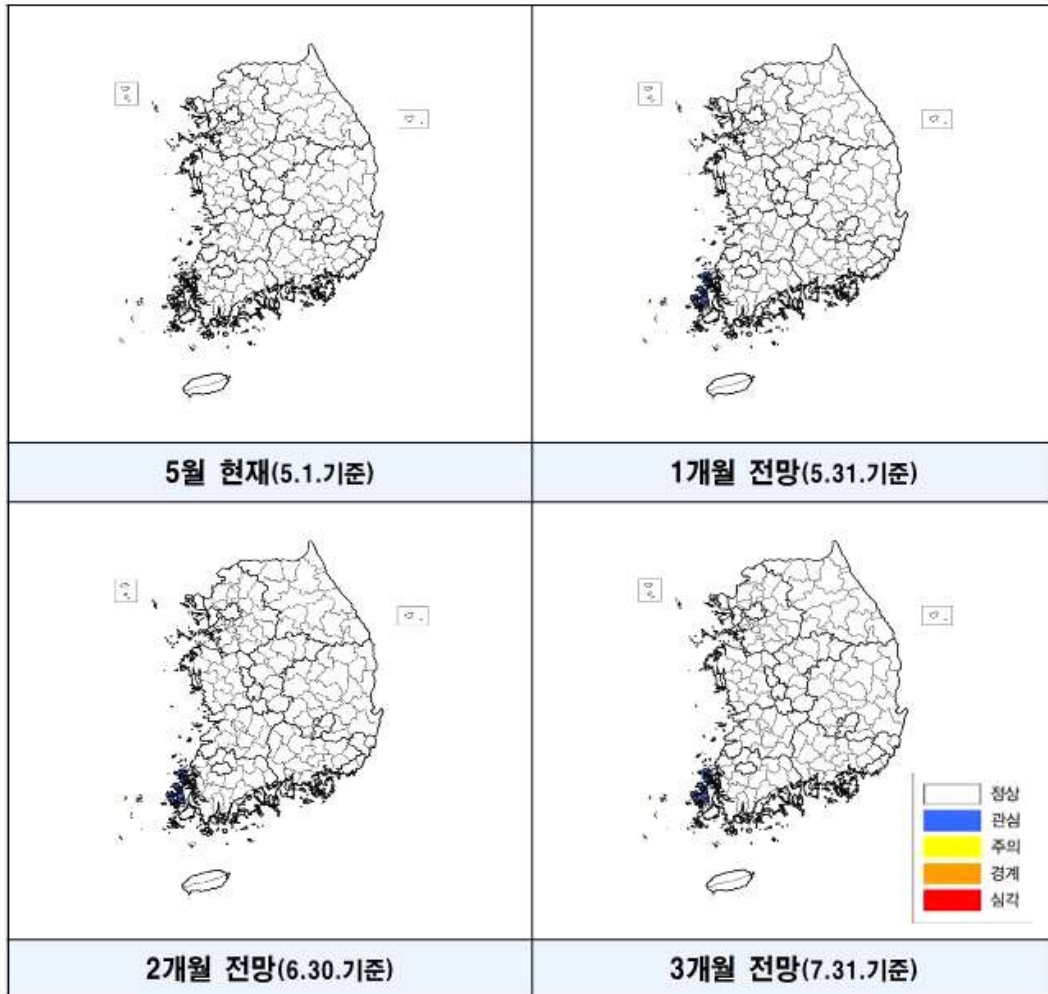 5월 현재(5.1.기준)
1개월 전망(5.31.기준)
정상
관심
주의
경계
심각
2개월 전망(6.30.기준)
3개월 전망(7.31.기준)